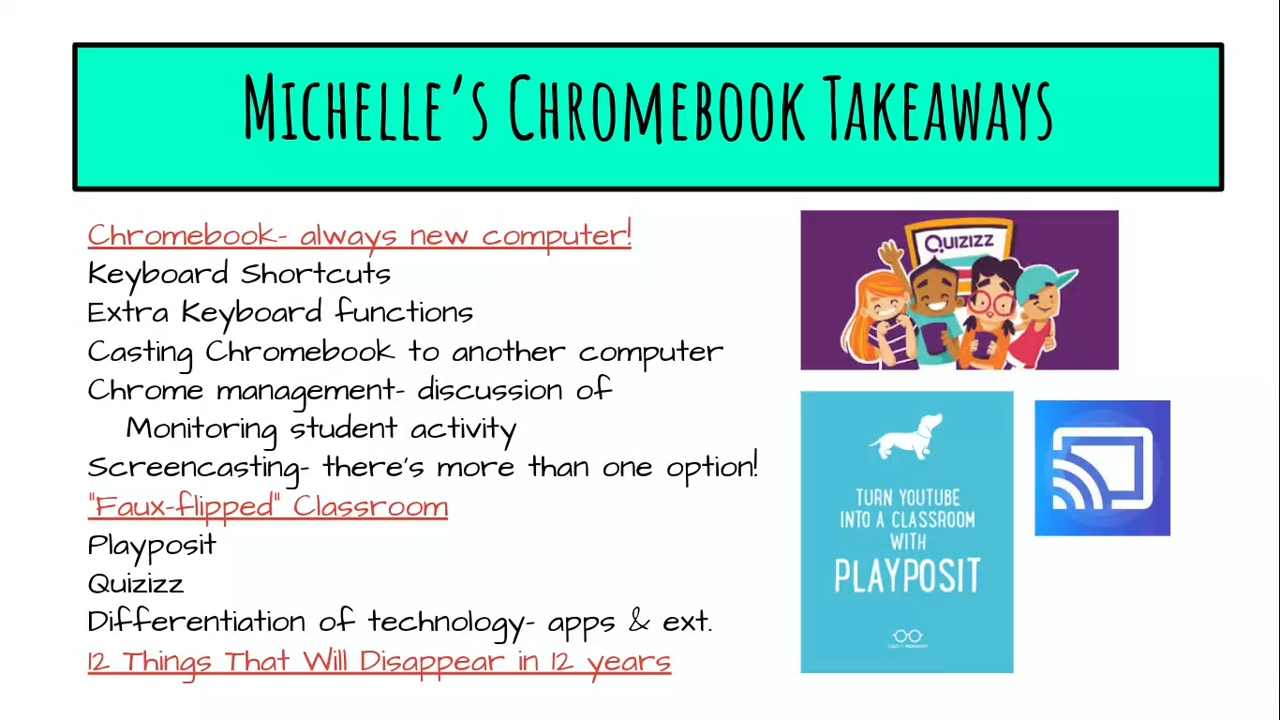 Michelle's Chromebook Takeaways
Chromebook- always new computer!
Keyboard Shortcuts
Extra Keyboard functions
Casting Chromebook to another computer
Chrome management- discussion of
Monitoring student activity
Screencasting- there's more than one option!
"Faux-flipped" Classroom
Playposit
Quizizz
Differentiation of technology- apps & ext.
12 Things That Will Disappear in 12 years
Quizizz
TURN YOUTUBE
INTO A CLASSROOM
WITH
PLAYPOSIT